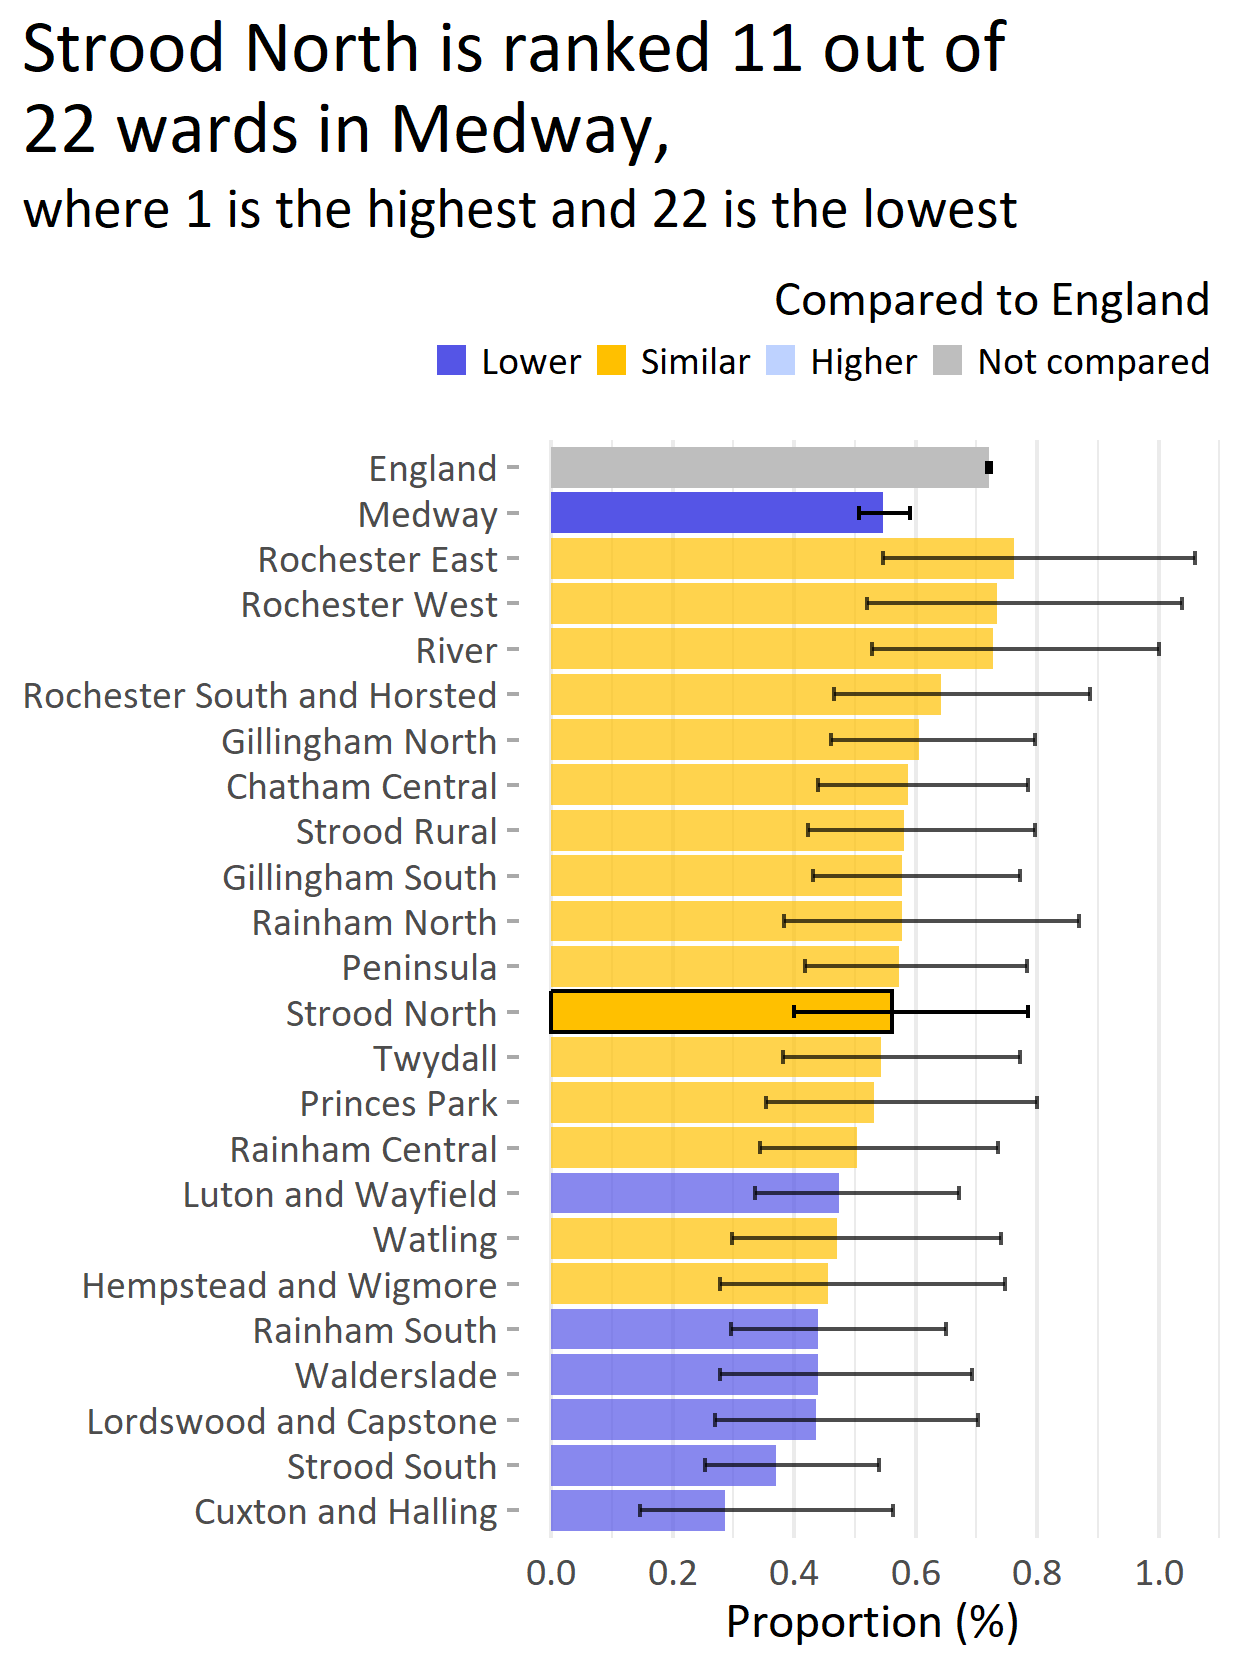 Strood North is ranked 11 out of
22 wards in Medway,
where 1 is the highest and 22 is the lowest
Compared to England
Lower Similar Higher Not compared
England
Medway
Rochester East
Rochester West
River
Rochester South and Horsted
Gillingham North
Chatham Central
Strood Rural
Gillingham South
Rainham North
Peninsula
Strood North
Twydall
Princes Park
Rainham Central
Luton and Wayfield
Watling
Hempstead and Wigmore
Rainham South
Walderslade
Lordswood and Capstone
Strood South
Cuxton and Halling
0.0 0.2 0.4 0.6 0.8 1.0
Proportion (%)